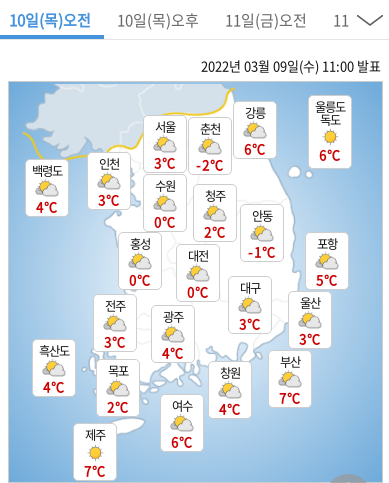 10일(목)오전 10일(목)오후 11일(금)오전 11
2022년 03월 09일(수) 11:00 발표
울릉도
독도
6℃
강릉
6℃
서울
3℃
춘천
-2℃
인천
3℃
백령도
4℃
수원
0℃
청주
2℃
안동
-1℃
홍성
0℃
대전
0℃
포항
5℃
대구
3℃
울산
3℃
전주
3℃
광주
4℃
흑산도
4℃
목포
2℃
창원
4℃
부산
7℃
여수
6℃
제주
7℃